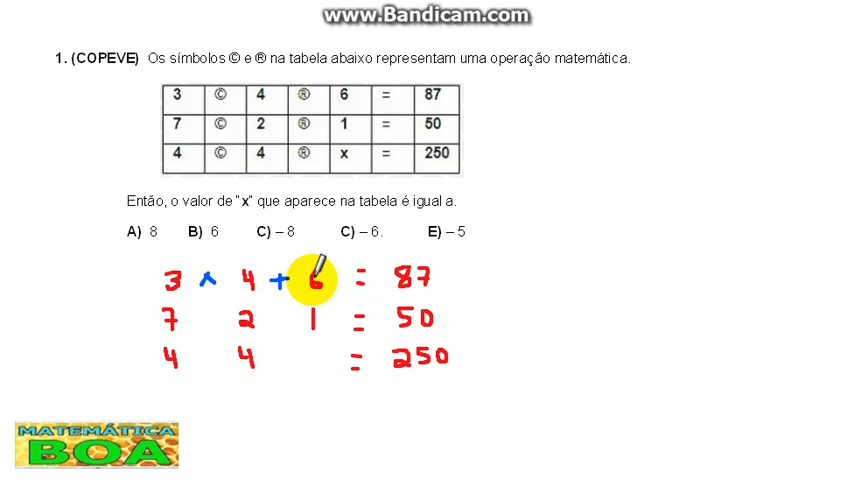 www.Bandicam.com
1. (COPEVE) Os símbolos © e ® na tabela abaixo representam uma operação matemática.
3 © 4 ® 6 = 87
7 © 2 ® 1 = 50
4 © 4 ® x = 250
Então, o valor de "x" que aparece na tabela é igual a.
A) 8 B) 6 C) – 8 C) – 6. E) – 5
3 ^ 4 + 6 = 87
7 2 1 = 50
4 4 = 250
MATEMÁTICA
BOA